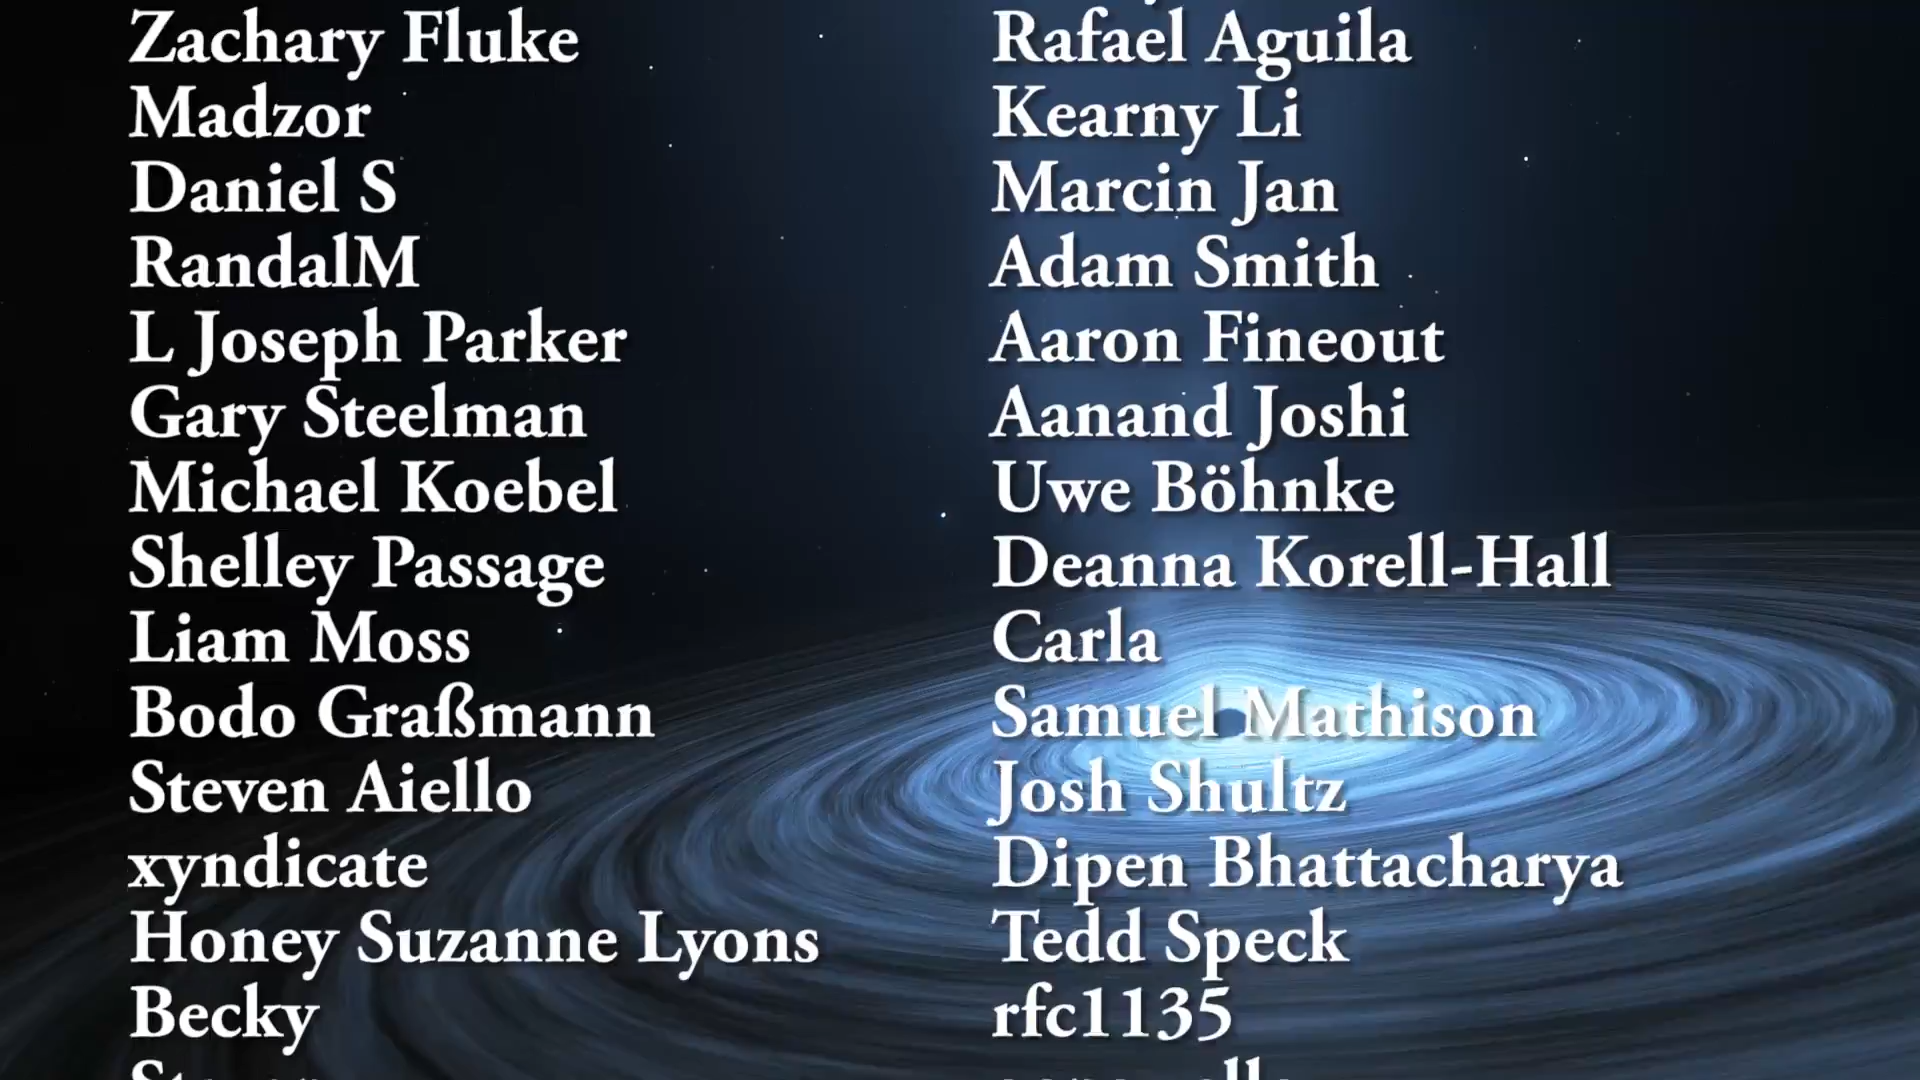 Zachary Fluke
Madzor
Daniel S
RandalM
L Joseph Parker
Gary Steelman
Michael Koebel
Shelley Passage
Liam Moss
Bodo Graßmann
Steven Aiello
xyndicate
Honey Suzanne Lyons
Becky
Rafael Aguila
Kearny Li
Marcin Jan
Adam Smith
Aaron Fineout
Aanand Joshi
Uwe Böhnke
Deanna Korell-Hall
Carla
Samuel Mathison
Josh Shultz
Dipen Bhattacharya
Tedd Speck
rfc1135